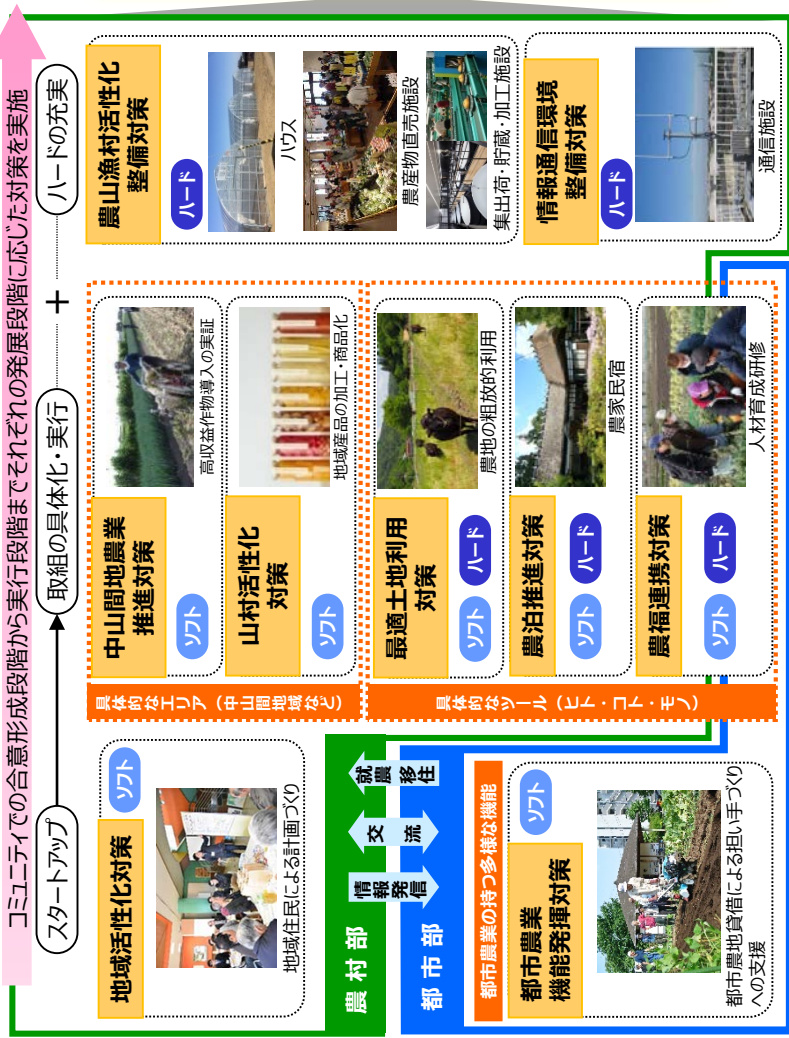 コミュニティでの合意形成段階から実行段階までそれぞれの発展段階に応じた対策を実施
スタートアップ
取組の具体化・実行
+
ハードの充実
地域活性化対策
ソフト
地域住民による計画づくり
農村部
都市部
情報発信
交流
就農移住
都市農業の持つ多様な機能
都市農業
機能発揮対策
ソフト
都市農地貸借による担い手づくり
への支援
具体的なエリア(中山間地域など)
中山間地農業
推進対策
ソフト
高収益作物導入の実証
山村活性化
対策
ソフト
地域産品の加工・商品化
具体的なツール(ヒト・コト・モノ)
最適土地利用
対策
ソフト
ハード
農地の粗放的利用
農泊推進対策
ソフト
ハード
農家民宿
農福連携対策
ソフト
ハード
人材育成研修
農山漁村活性化
整備対策
ハード
ハウス
農産物直売施設
集出荷・貯蔵・加工施設
情報通信環境
整備対策
ハード
通信施設